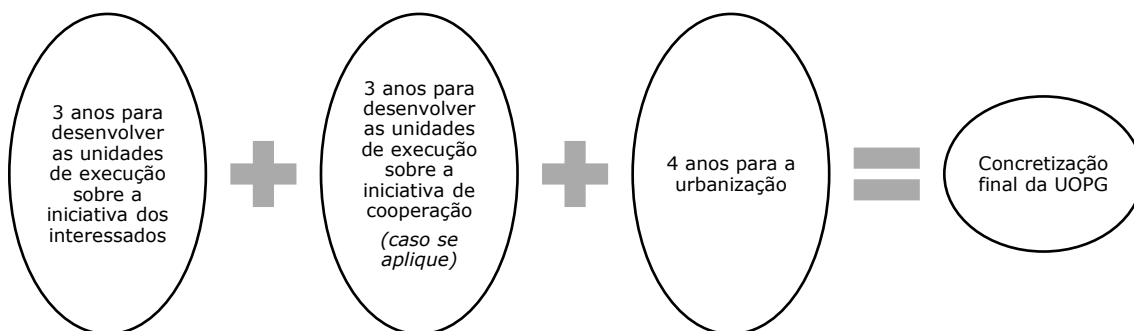 3 anos para
desenvolver
as unidades
de execução
sobre a
iniciativa dos
interessados
3 anos para
desenvolver
as unidades
de execução
sobre a
iniciativa de
cooperação
(caso se
aplique)
4 anos para a
urbanização
Concretização
final da UOPG